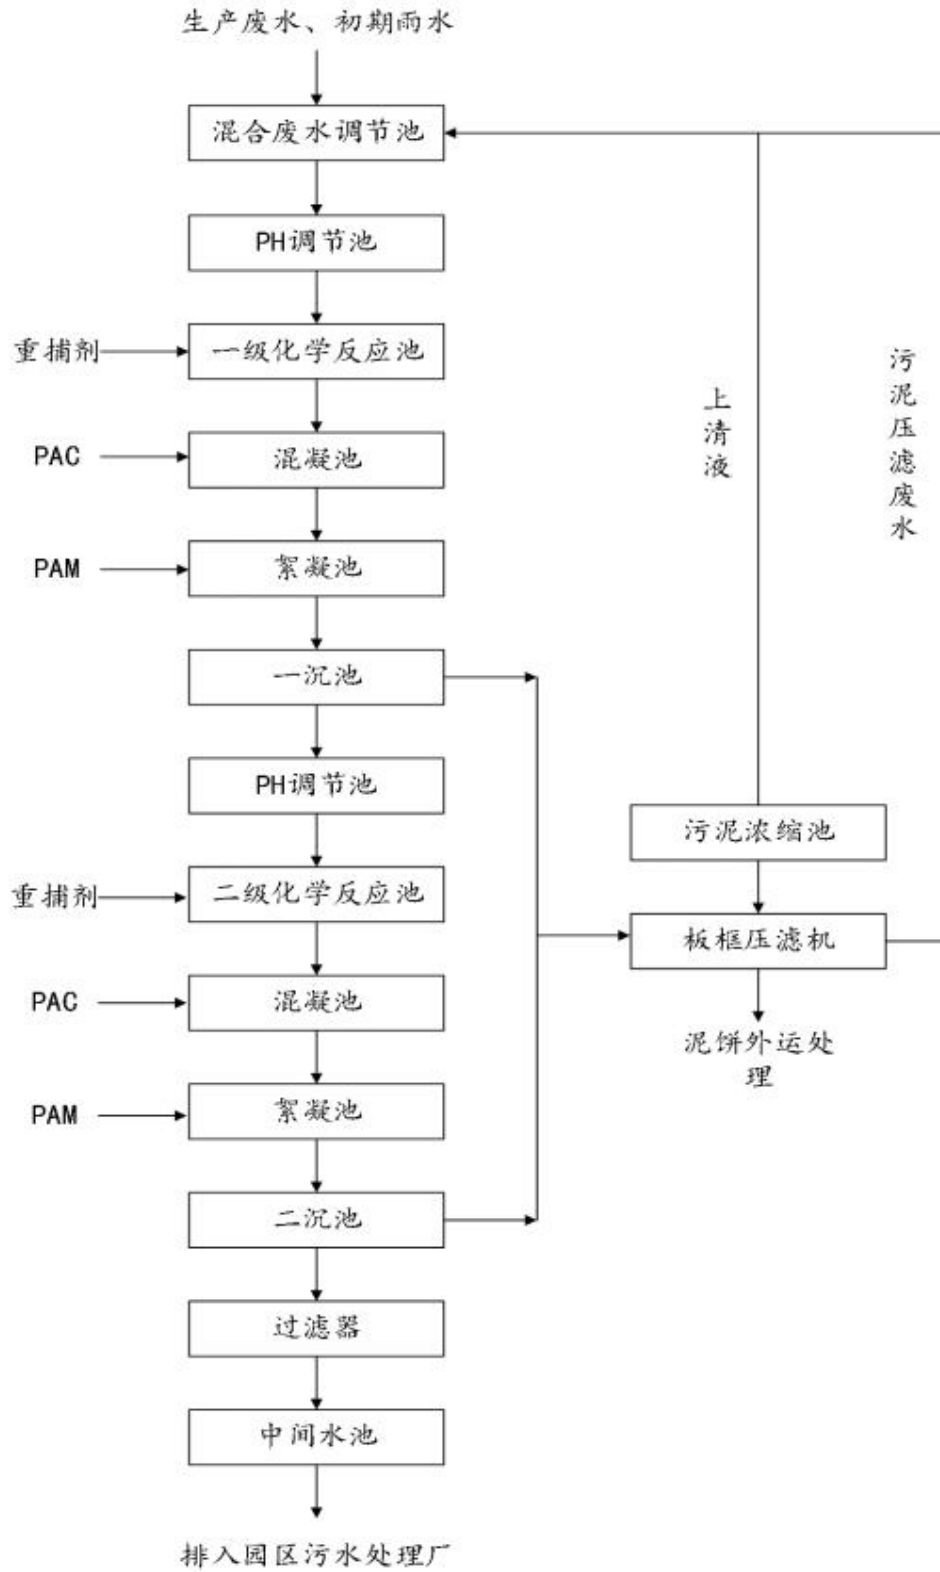 生产废水、初期雨水
混合废水调节池
PH调节池
重捕剂
一级化学反应池
PAC
混凝池
PAM
絮凝池
一沉池
PH调节池
重捕剂
二级化学反应池
PAC
混凝池
PAM
絮凝池
二沉池
过滤器
中间水池
排入园区污水处理厂
上清液
污泥压滤废水
污泥浓缩池
板框压滤机
泥饼外运处
理